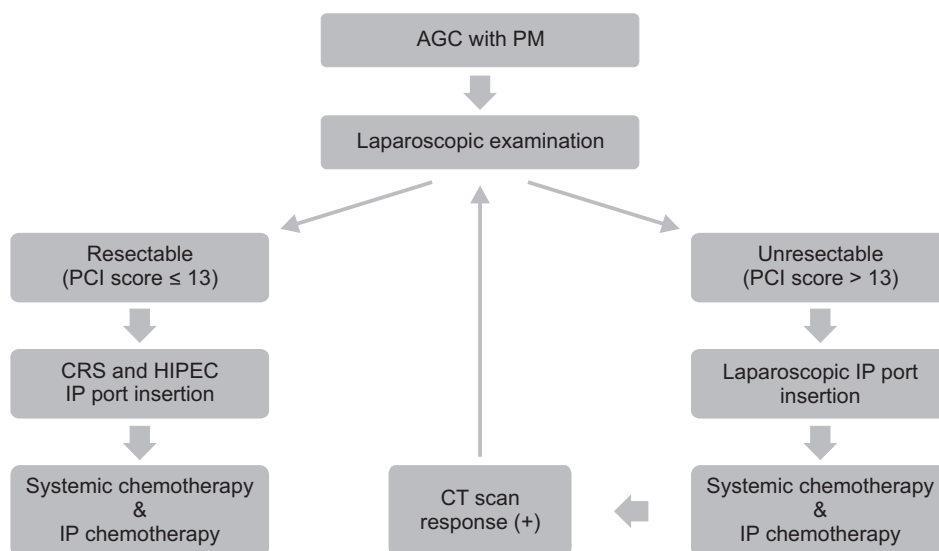 AGC with PM
Laparoscopic examination
Resectable
(PCI score ≤ 13)
Unresectable
(PCI score > 13)
CRS and HIPEC
IP port insertion
Laparoscopic IP port
insertion
Systemic chemotherapy
&
IP chemotherapy
CT scan
response (+)
Systemic chemotherapy
&
IP chemotherapy